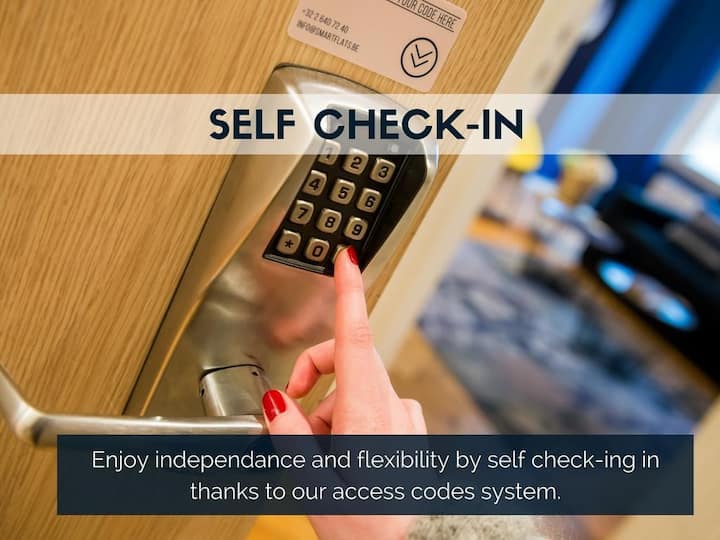 YOUR CODE HERE
+32 2 640 72 40
INFO@SMARTFLATS.BE
SELF CHECK-IN
1 2 3
4 5 6
7 8 9
* 0
Enjoy independance and flexibility by self check-ing in
thanks to our access codes system.